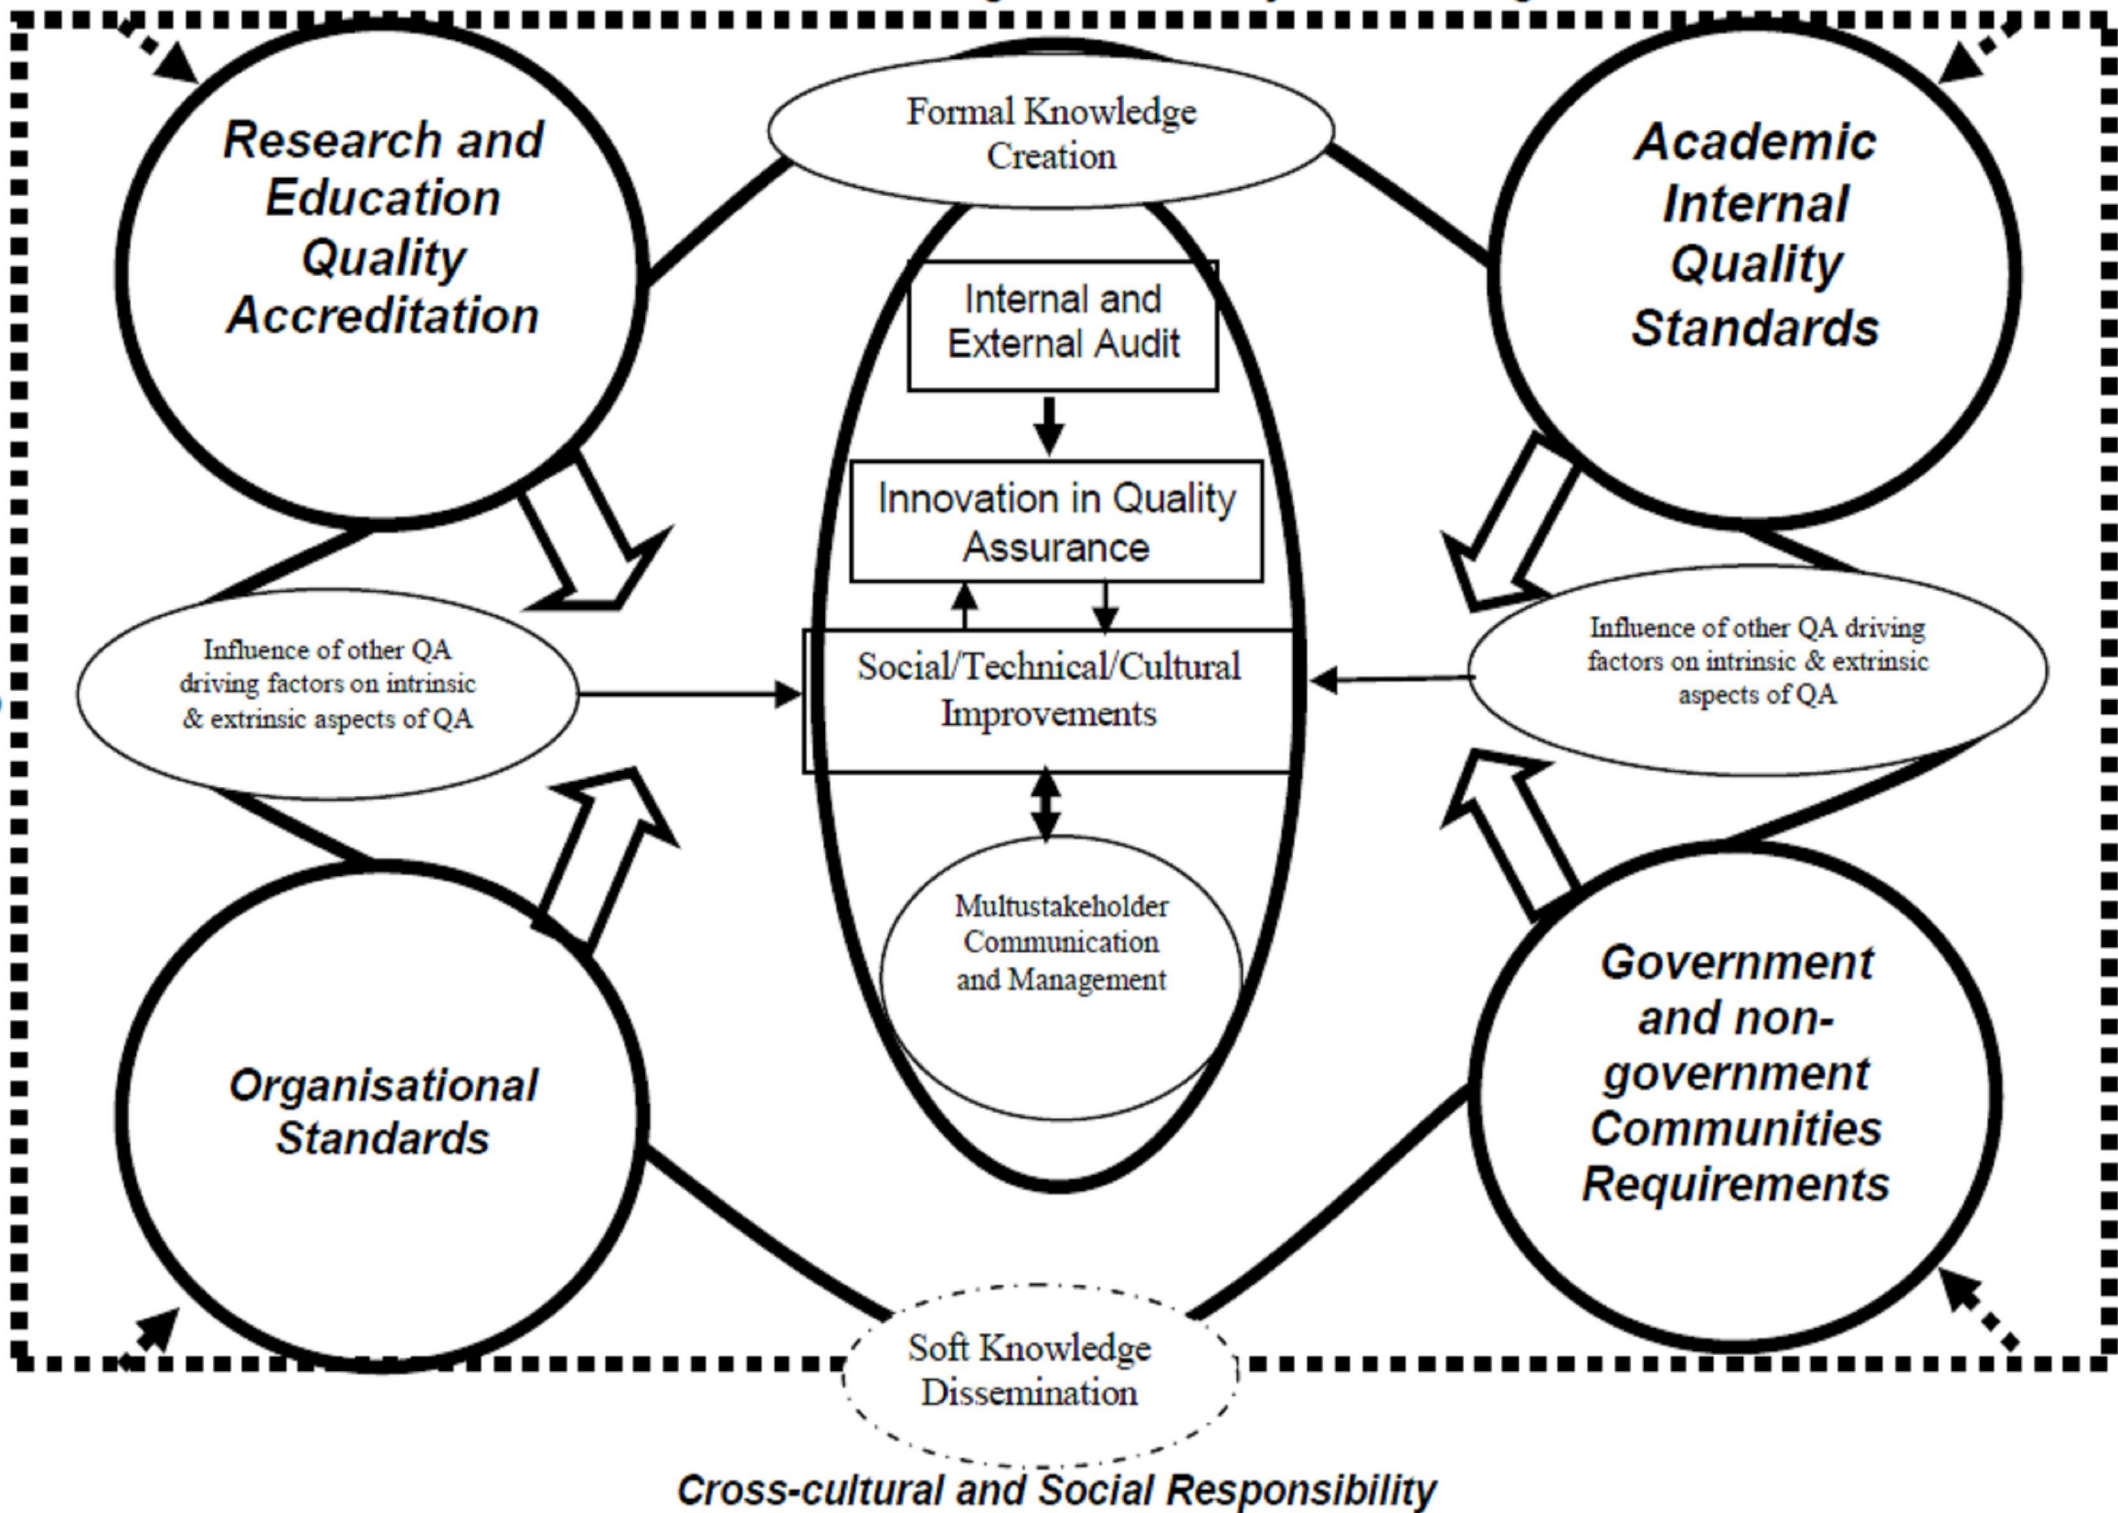 Formal Knowledge
Creation
Research and
Education
Quality
Accreditation
Academic
Internal
Quality
Standards
Internal and
External Audit
Innovation in Quality
Assurance
Influence of other QA
driving factors on intrinsic
& extrinsic aspects of QA
Social/Technical/Cultural
Improvements
Influence of other QA driving
factors on intrinsic & extrinsic
aspects of QA
Multustakeholder
Communication
and Management
Organisational
Standards
Government
and non-
government
Communities
Requirements
Soft Knowledge
Dissemination
Cross-cultural and Social Responsibility